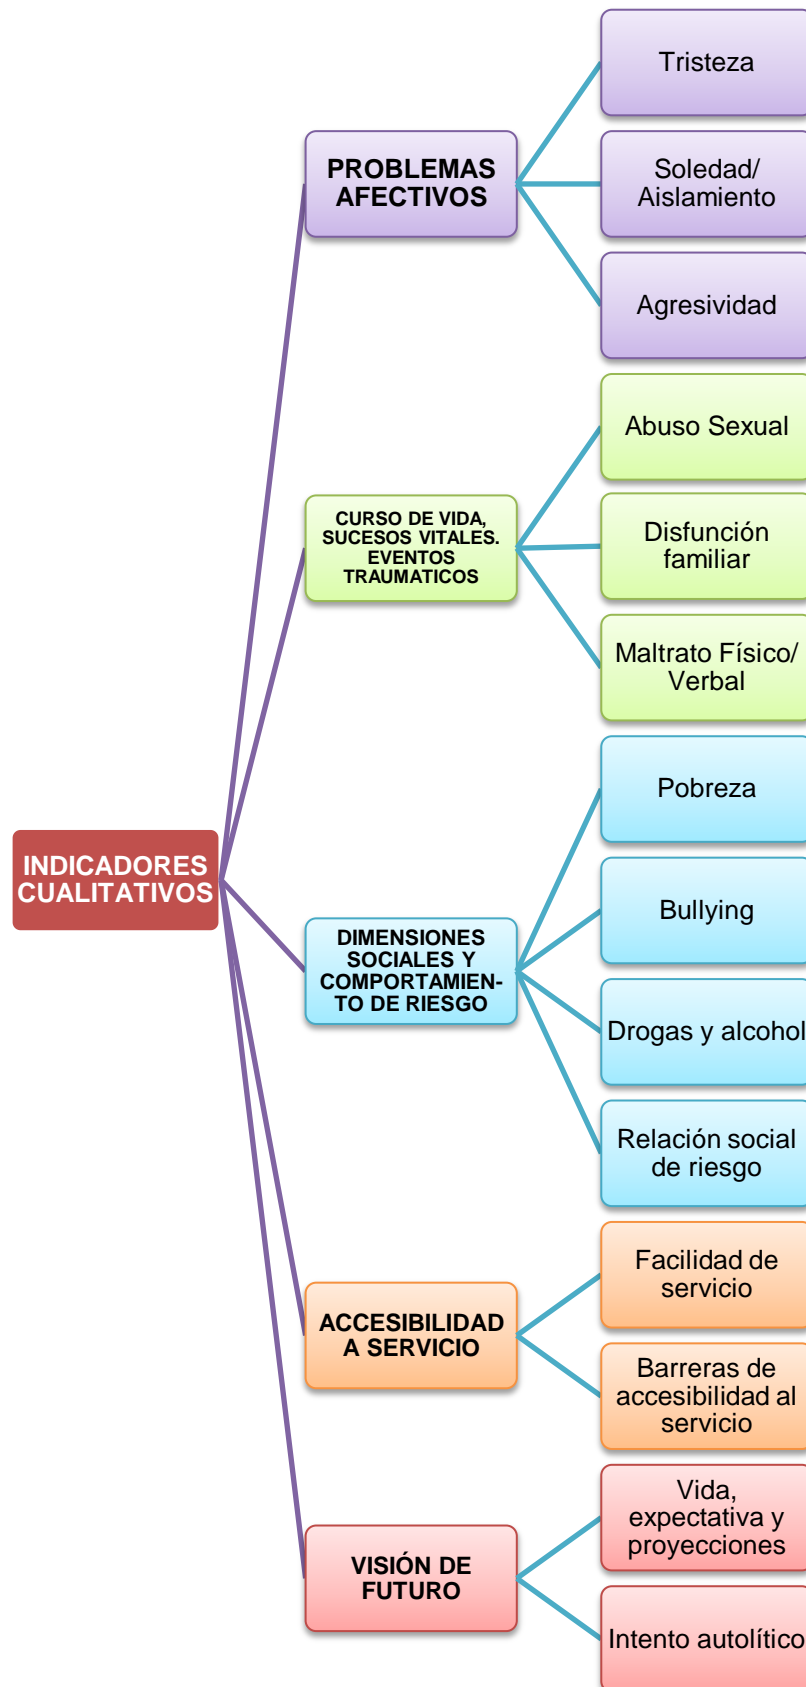 Tristeza
PROBLEMAS
AFECTIVOS
Soledad/
Aislamiento
Agresividad
Abuso Sexual
CURSO DE VIDA,
SUCESOS VITALES.
EVENTOS
TRAUMATICOS
Disfunción
familiar
Maltrato Físico/
Verbal
INDICADORES
CUALITATIVOS
Pobreza
Bullying
DIMENSIONES
SOCIALES Y
COMPORTAMIEN-
TO DE RIESGO
Drogas y alcohol
Relación social
de riesgo
Facilidad de
servicio
ACCESIBILIDAD
A SERVICIO
Barreras de
accesibilidad al
servicio
Vida,
expectativa y
proyecciones
VISIÓN DE
FUTURO
Intento autolítico